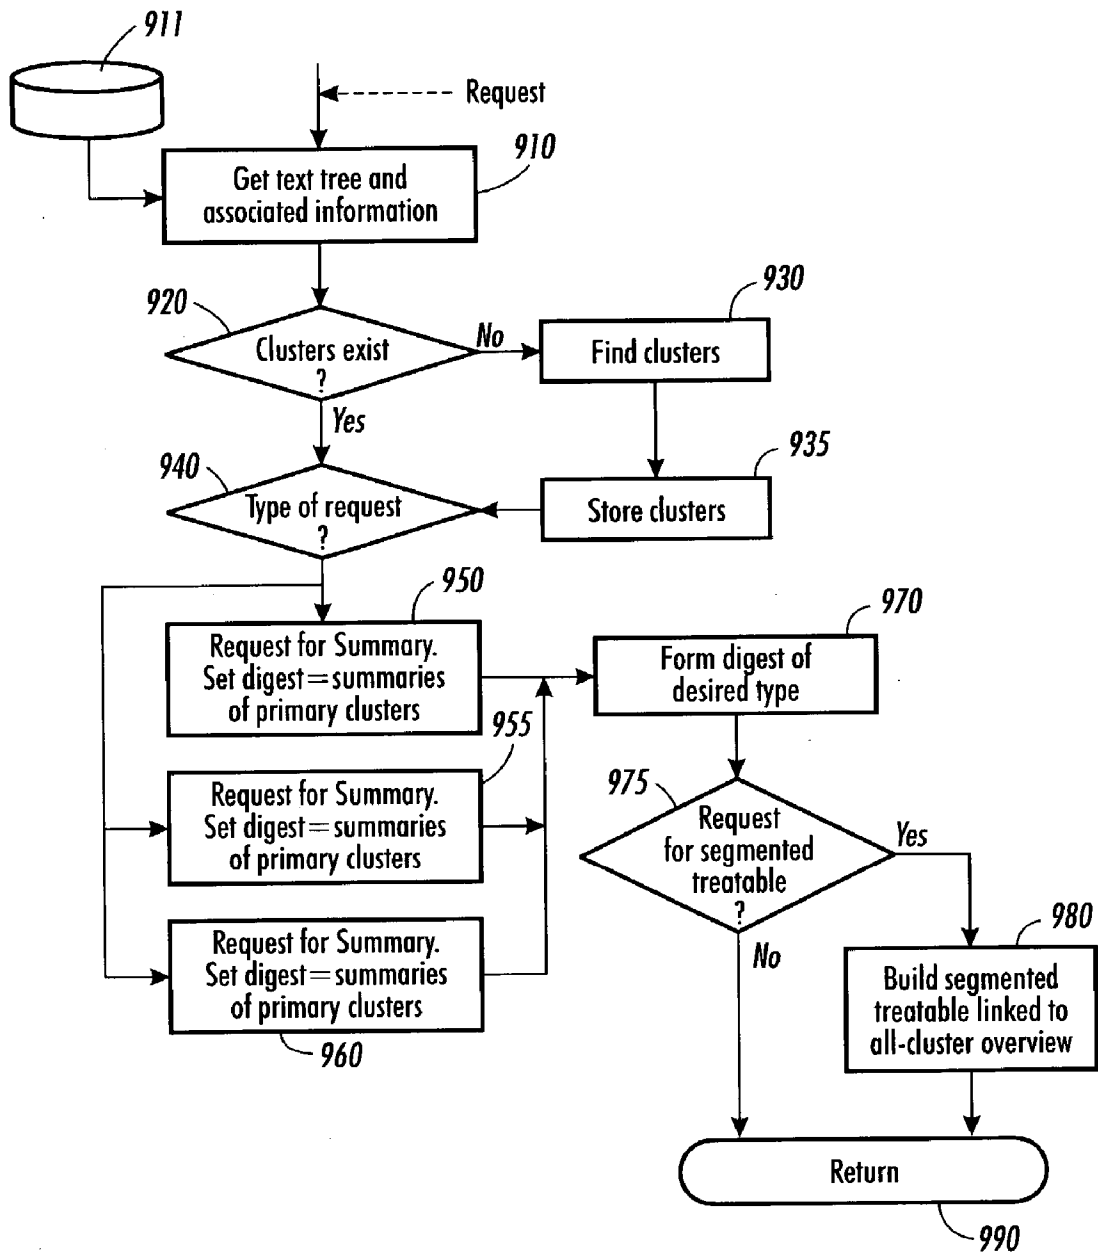 911
Request
910
Get text tree and
associated information
920
Clusters exist
?
No
Yes
930
Find clusters
935
Store clusters
940
Type of request
?
950
Request for Summary.
Set digest=summaries
of primary clusters
955
Request for Summary.
Set digest=summaries
of primary clusters
Request for Summary.
Set digest=summaries
of primary clusters
960
970
Form digest of
desired type
975
Request
for segmented
treatable
?
Yes
No
980
Build segmented
treatable linked to
all-cluster overview
Return
990